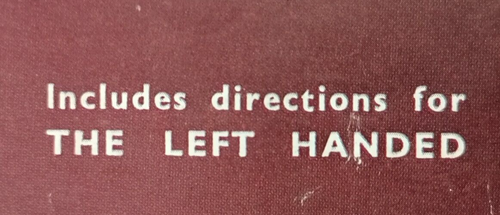 Includes directions for
THE LEFT HANDED